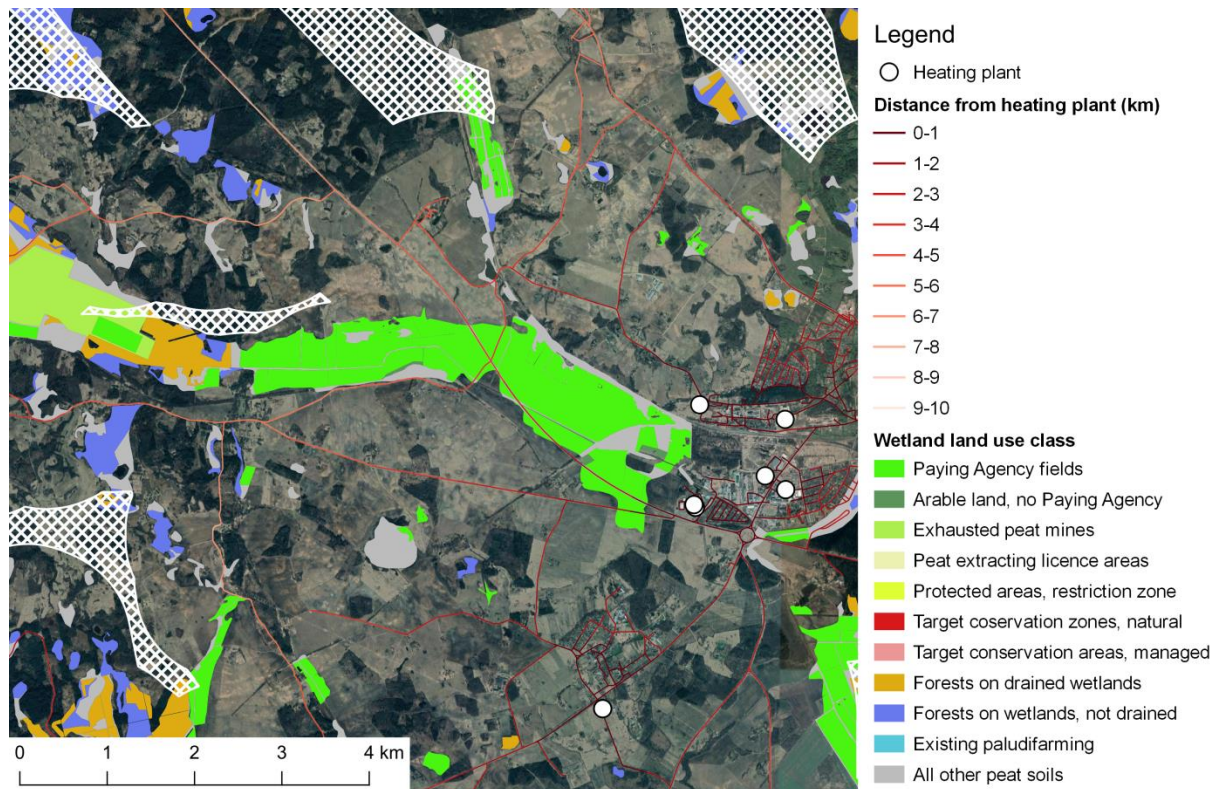 Legend
Heating plant
Distance from heating plant (km)
0-1
1-2
2-3
3-4
4-5
5-6
6-7
7-8
8-9
9-10
Wetland land use class
Paying Agency fields
Arable land, no Paying Agency
Exhausted peat mines
Peat extracting licence areas
Protected areas, restriction zone
Target coservation zones, natural
Target conservation areas, managed
Forests on drained wetlands
Forests on wetlands, not drained
Existing paludifarming
All other peat soils
0 1 2 3 4 km